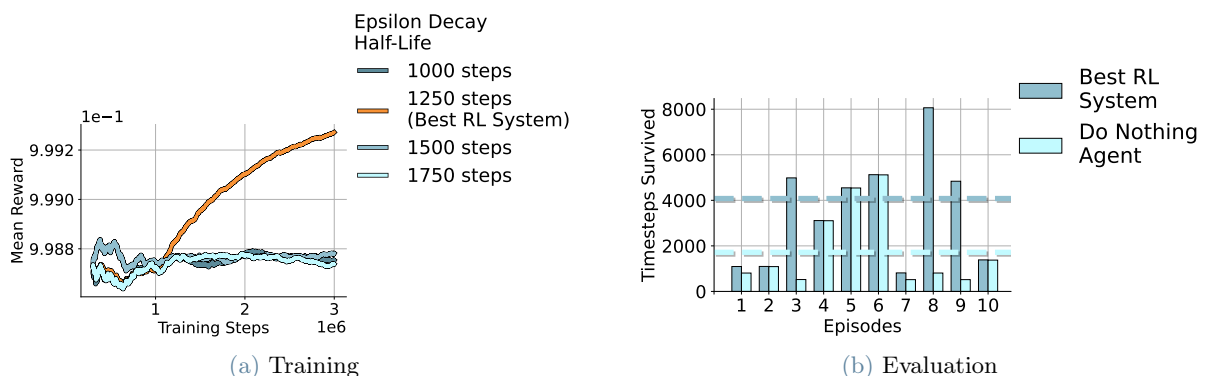 Epsilon Decay
Half-Life
1000 steps
1250 steps
(Best RL System)
1500 steps
1750 steps
1e−1
9.992
9.990
9.988
Mean Reward
1 2 3
Training Steps 1e6
(a) Training
Best RL
System
Do Nothing
Agent
8000
6000
4000
2000
0
Timesteps Survived
1 2 3 4 5 6 7 8 9 10
Episodes
(b) Evaluation